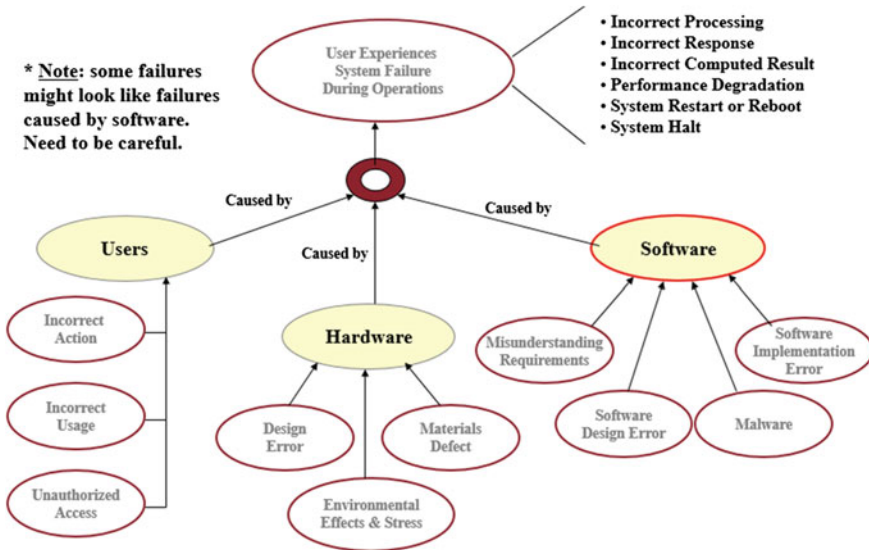 User Experiences
System Failure
During Operations
• Incorrect Processing
• Incorrect Response
• Incorrect Computed Result
• Performance Degradation
• System Restart or Reboot
• System Halt
* Note: some failures
might look like failures
caused by software.
Need to be careful.
Caused by
Caused by
Caused by
Users
Hardware
Software
Incorrect
Action
Incorrect
Usage
Unauthorized
Access
Design
Error
Environmental
Effects & Stress
Materials
Defect
Misunderstanding
Requirements
Software
Design Error
Malware
Software
Implementation
Error